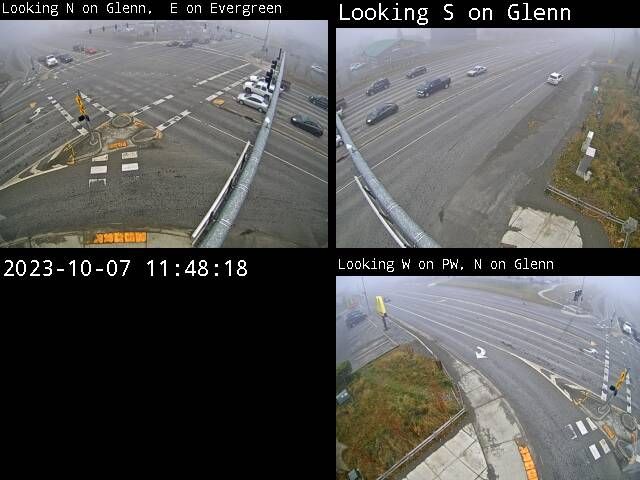 Looking N on Glenn,  E on Evergreen
Looking S on Glenn
2023-10-07 11:48:18
Looking W on PW, N on Glenn